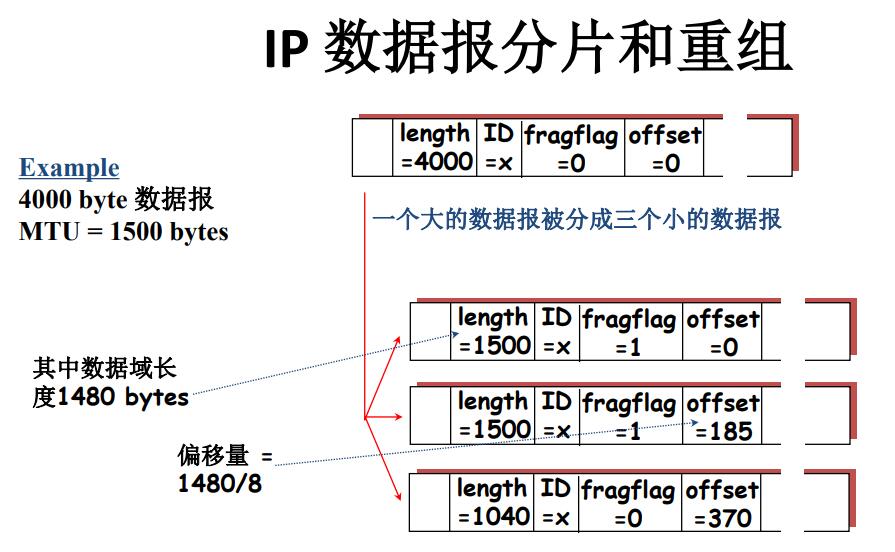 IP 数据报分片和重组
length ID fragflag offset
=4000 =x =0 =0
Example
4000 byte 数据报
MTU = 1500 bytes
一个大的数据报被分成三个小的数据报
length ID fragflag offset
=1500 =x =1 =0
其中数据域长
度1480 bytes
length ID fragflag offset
=1500 =x =1 =185
偏移量 =
1480/8
length ID fragflag offset
=1040 =x =0 =370